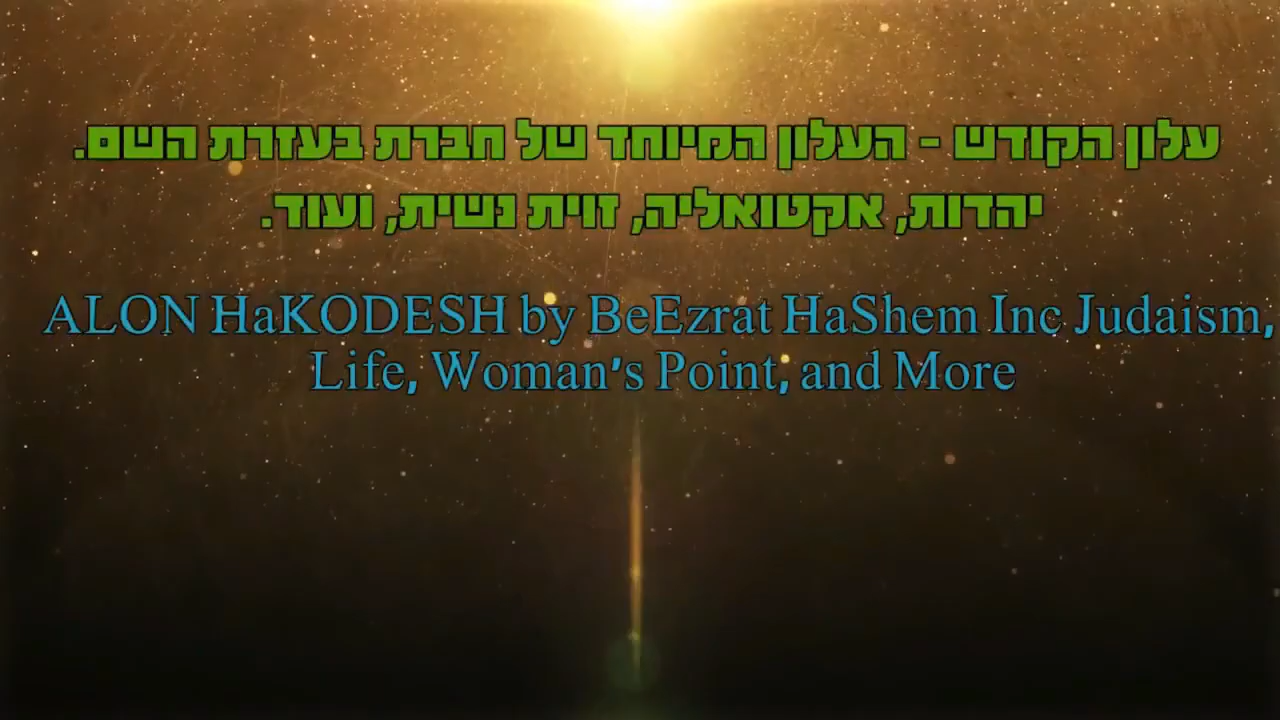 עלון הקודש - העלון המיוחד של חברת בעזרת השם.
יהדות, אקטואליה, זוית נשית, ועוד.
ALON HaKODESH by BeEzrat HaShem Inc Judaism,
Life, Woman's Point, and More